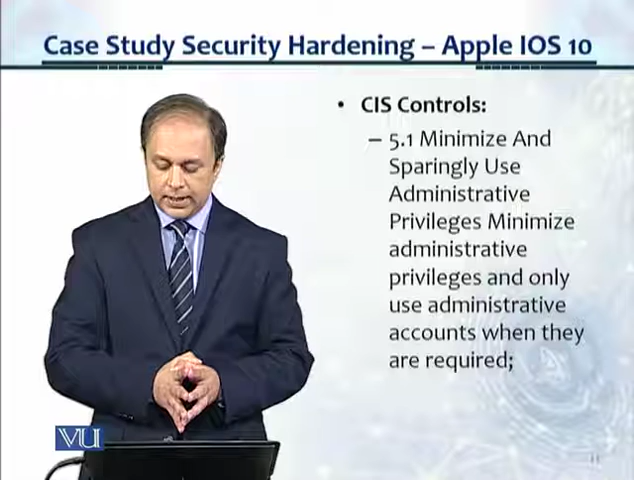 Case Study Security Hardening – Apple IOS 10
• CIS Controls:
– 5.1 Minimize And
Sparingly Use
Administrative
Privileges Minimize
administrative
privileges and only
use administrative
accounts when they
are required;
VU
11